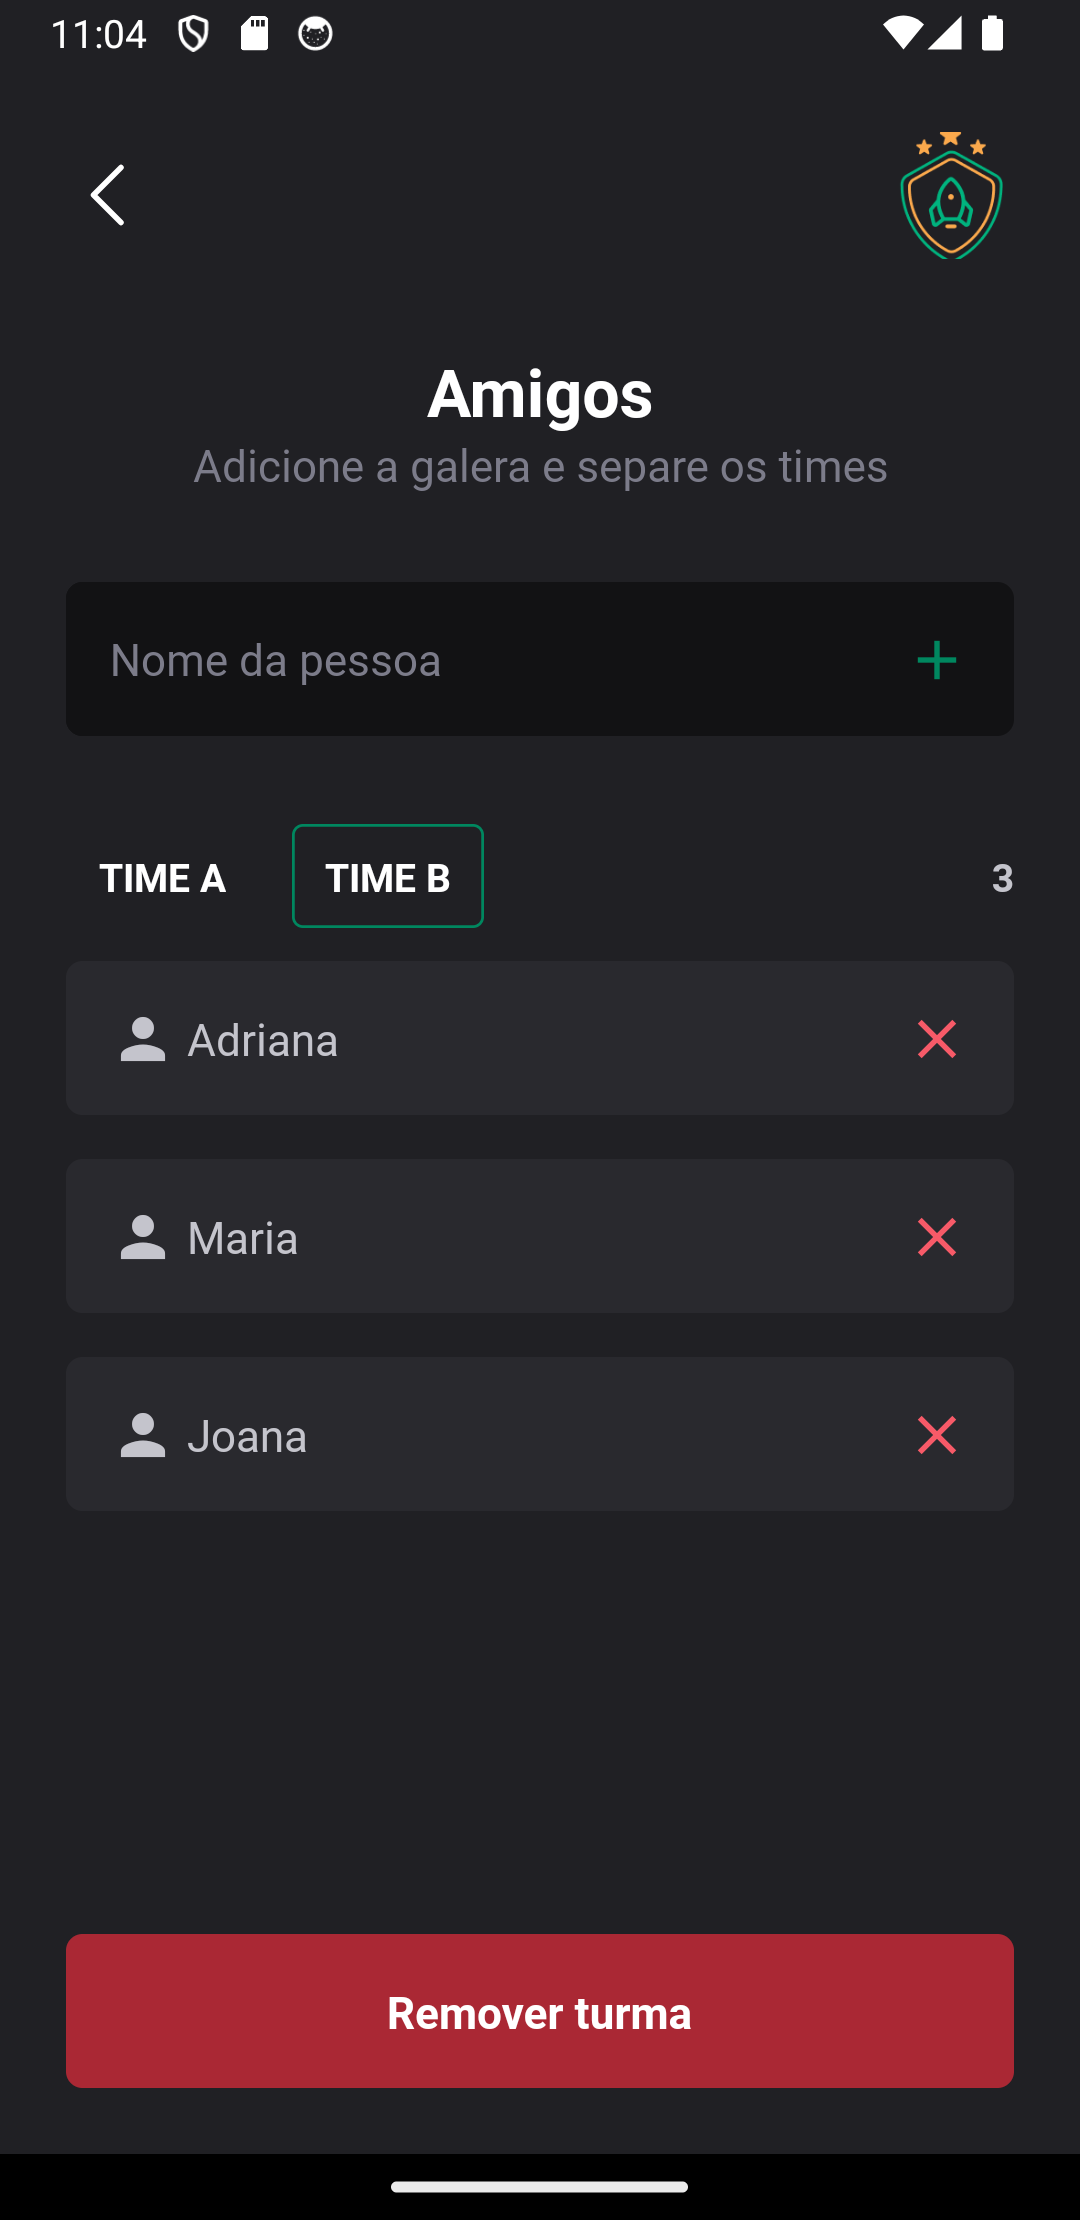 11:04
Amigos
Adicione a galera e separe os times
Nome da pessoa
TIME A TIME B 3
Adriana
Maria
Joana
Remover turma